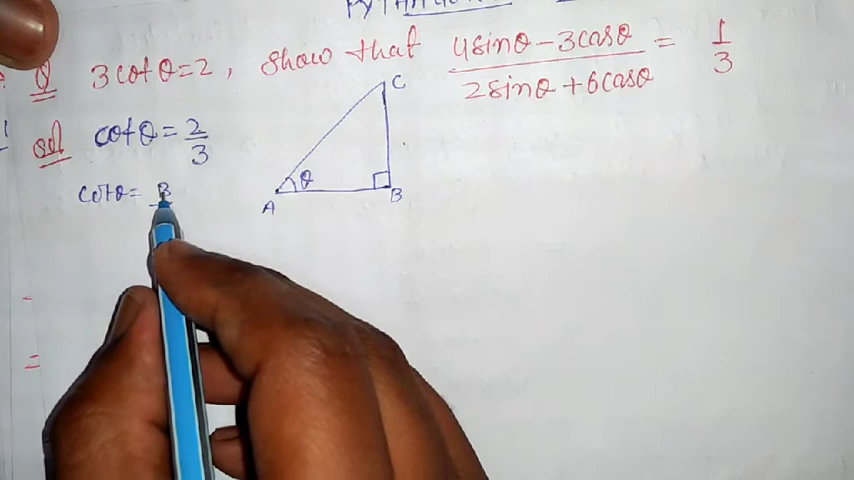 Q 3cotθ=2, show that 4sinθ-3cosθ / 2sinθ+6cosθ = 1/3
sol cotθ = 2/3
cotθ = B
C
θ
A
B